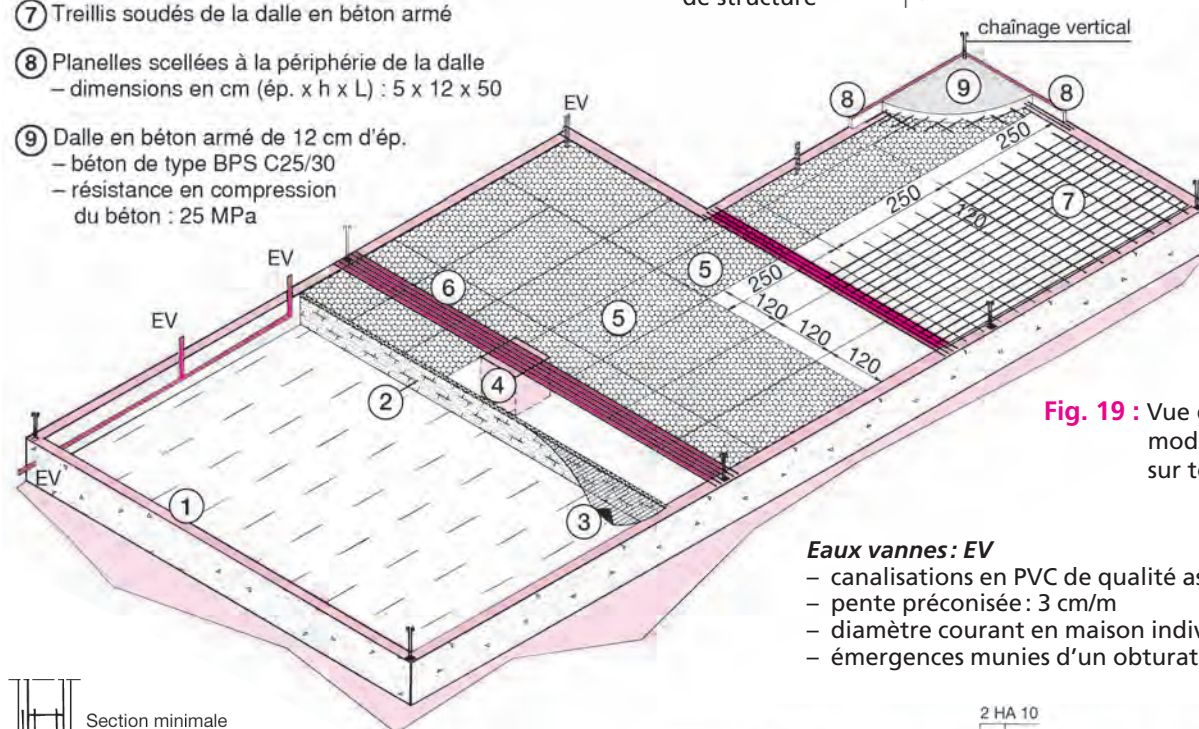 de structure
⑦ Treillis soudés de la dalle en béton armé
⑧ Planelles scellées à la périphérie de la dalle
– dimensions en cm (ép. x h x L) : 5 x 12 x 50
⑨ Dalle en béton armé de 12 cm d'ép.
– béton de type BPS C25/30
– résistance en compression
du béton : 25 MPa
chaînage vertical
⑧
⑨
⑧
EV
250
250
⑦
120
EV
⑥
⑤
250
⑤
120
120
120
EV
④
②
③
①
EV
Fig. 19 : Vue
mod
sur
Eaux vannes : EV
– canalisations en PVC de qualité
– pente préconisée : 3 cm/m
– diamètre courant en maison
– émergences munies d'un
Section minimale
2 HA 10